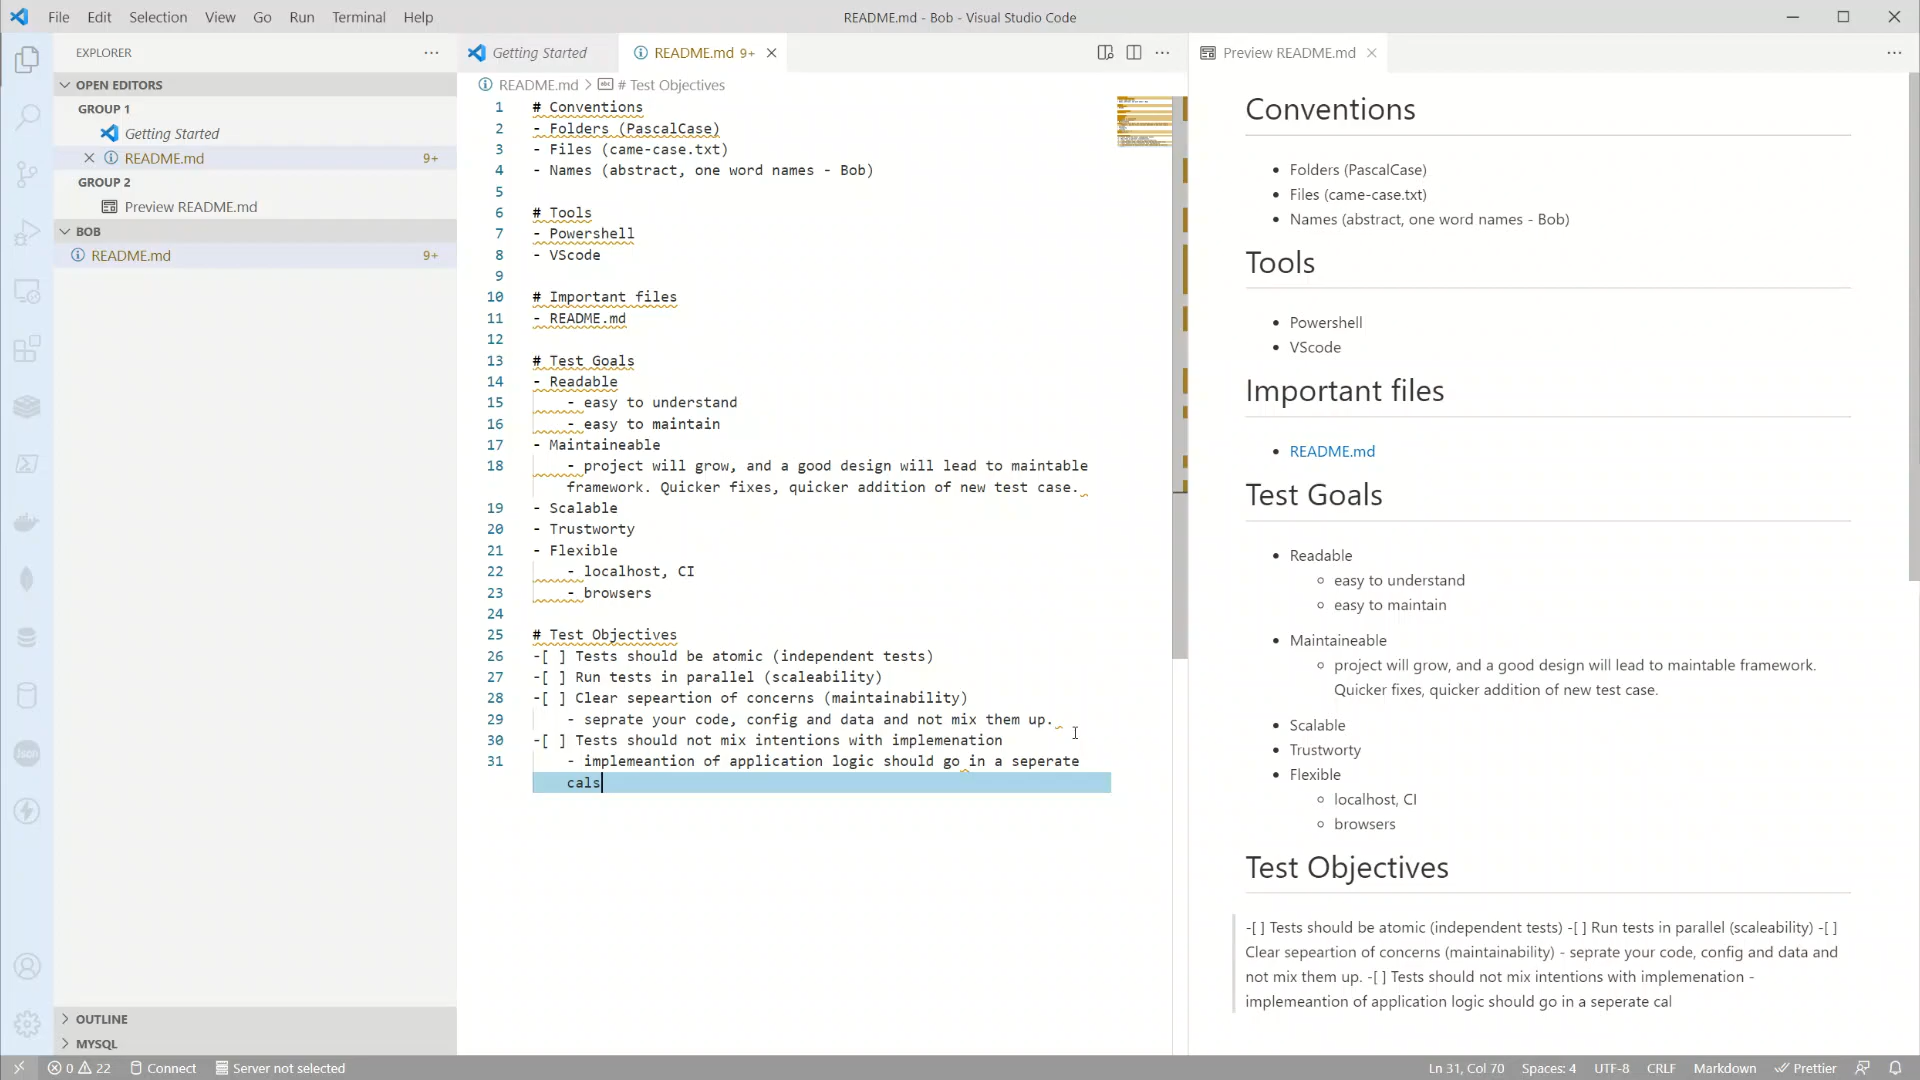 File Edit Selection View Go Run Terminal Help
README.md - Bob - Visual Studio Code
EXPLORER
OPEN EDITORS
GROUP 1
Getting Started
README.md 9+
GROUP 2
Preview README.md
BOB
README.md 9+
OUTLINE
MYSQL
Getting Started
README.md 9+
README.md > # Test Objectives
1 # Conventions
2 - Folders (PascalCase)
3 - Files (came-case.txt)
4 - Names (abstract, one word names - Bob)
5
6 # Tools
7 - Powershell
8 - VScode
9
10 # Important files
11 - README.md
12
13 # Test Goals
14 - Readable
15 - easy to understand
16 - easy to maintain
17 - Maintaineable
18 - project will grow, and a good design will lead to maintable
framework. Quicker fixes, quicker addition of new test case.
19 - Scalable
20 - Trustworty
21 - Flexible
22 - localhost, CI
23 - browsers
24
25 # Test Objectives
26 -[ ] Tests should be atomic (independent tests)
27 -[ ] Run tests in parallel (scaleability)
28 -[ ] Clear sepeartion of concerns (maintainability)
29 - seprate your code, config and data and not mix them up.
30 -[ ] Tests should not mix intentions with implemenation
31 - implemeantion of application logic should go in a seperate
cals
Preview README.md
Conventions
• Folders (PascalCase)
• Files (came-case.txt)
• Names (abstract, one word names - Bob)
Tools
• Powershell
• VScode
Important files
• README.md
Test Goals
• Readable
◦ easy to understand
◦ easy to maintain
• Maintaineable
◦ project will grow, and a good design will lead to maintable framework.
Quicker fixes, quicker addition of new test case.
• Scalable
• Trustworty
• Flexible
◦ localhost, CI
◦ browsers
Test Objectives
-[ ] Tests should be atomic (independent tests) -[ ] Run tests in parallel (scaleability) -[ ]
Clear sepeartion of concerns (maintainability) - seprate your code, config and data and
not mix them up. -[ ] Tests should not mix intentions with implemenation -
implemeantion of application logic should go in a seperate cal
0 22 Connect Server not selected
Ln 31, Col 70 Spaces: 4 UTF-8 CRLF Markdown Prettier